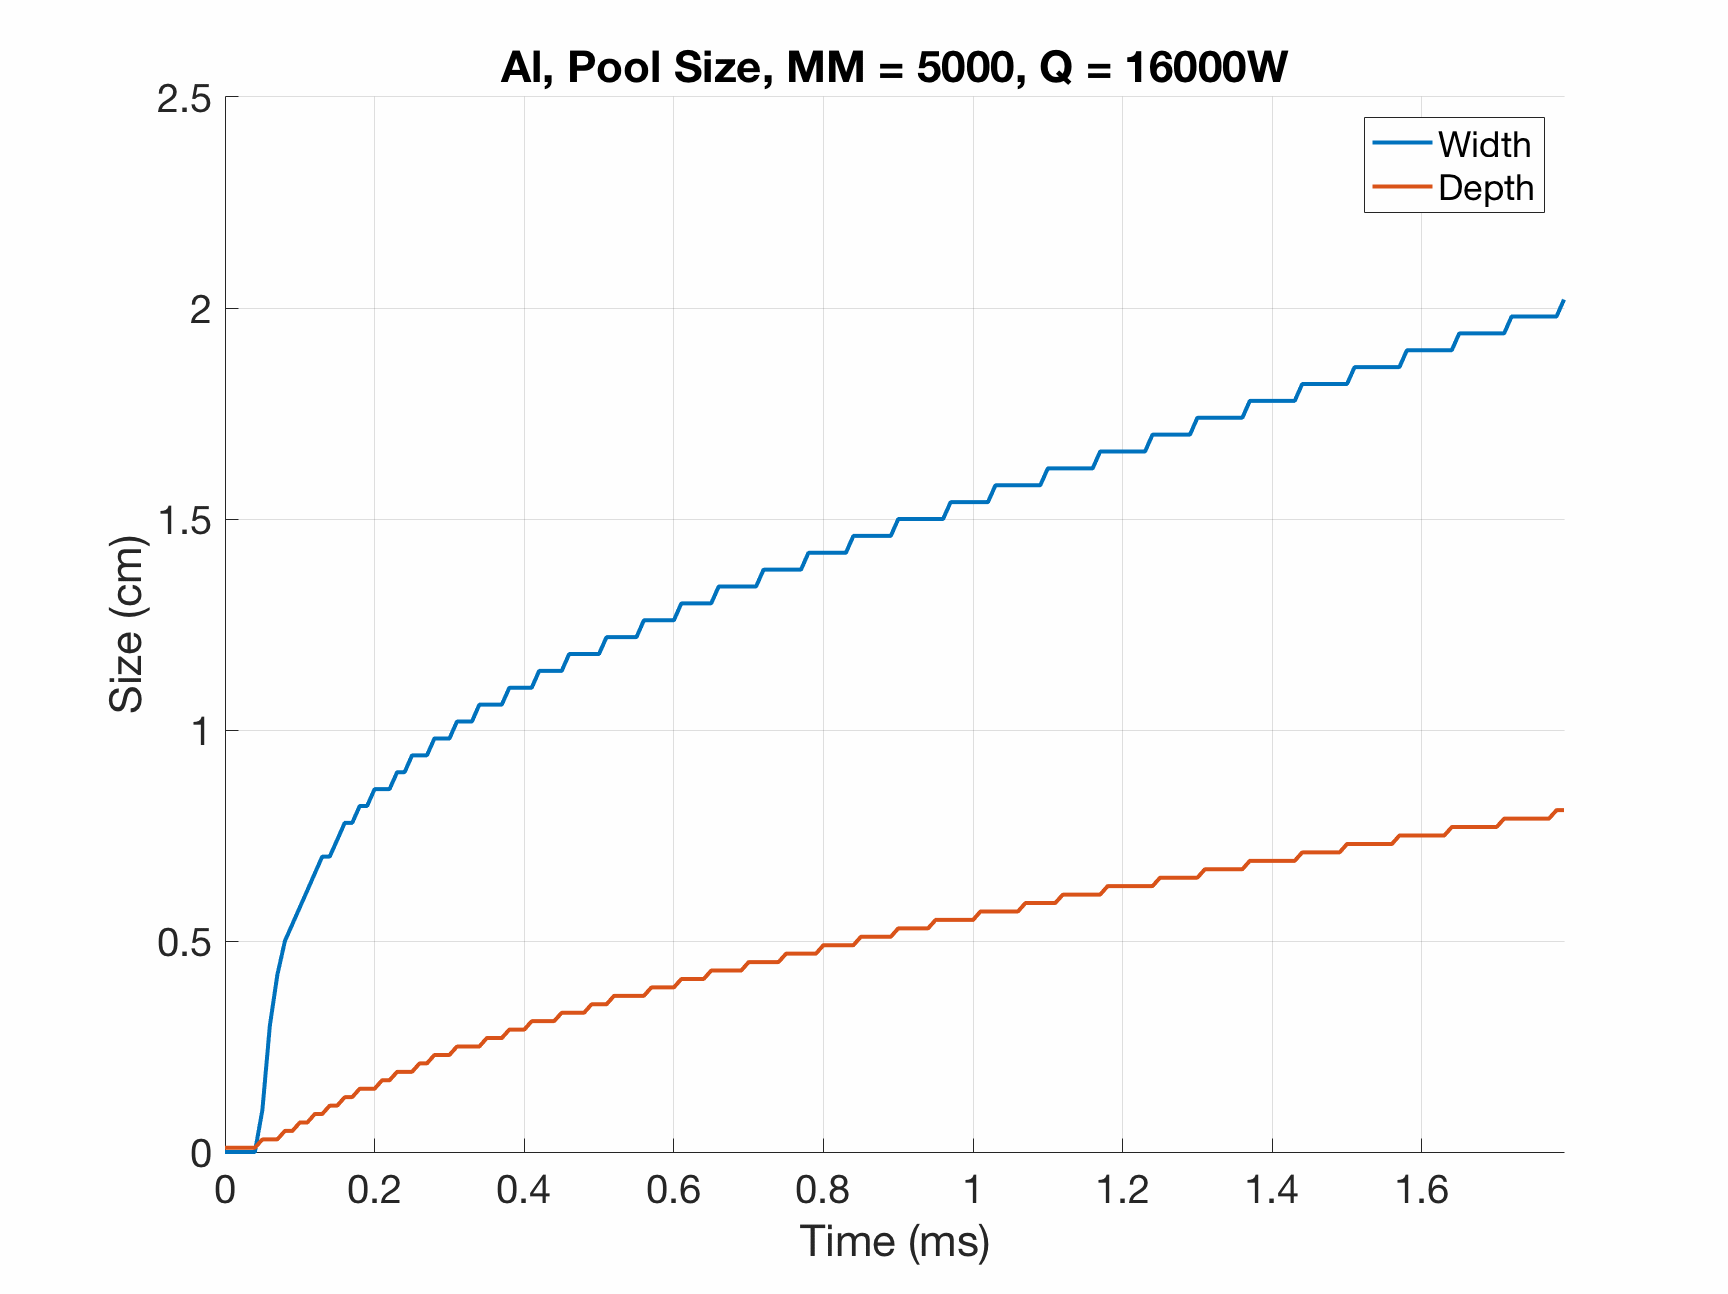 Al, Pool Size, MM = 5000, Q = 16000W
2.5
2
1.5
1
0.5
0
Size (cm)
Width
Depth
0 0.2 0.4 0.6 0.8 1 1.2 1.4 1.6
Time (ms)